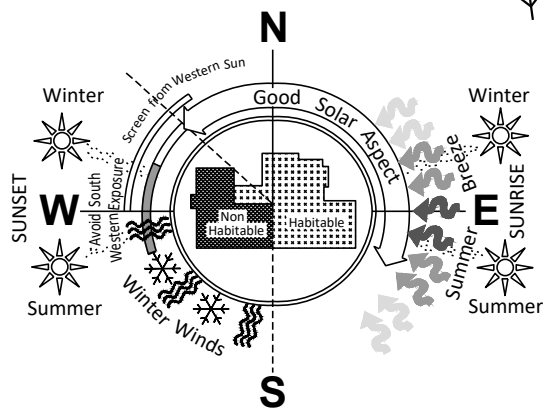 N
Screen from Western Sun
Winter
Good Solar Aspect
Winter
SUNSET
W
Avoid South
Western Exposure
Non
Habitable
Habitable
Summer Breeze
E
SUNRISE
Summer
Winter Winds
Summer
S